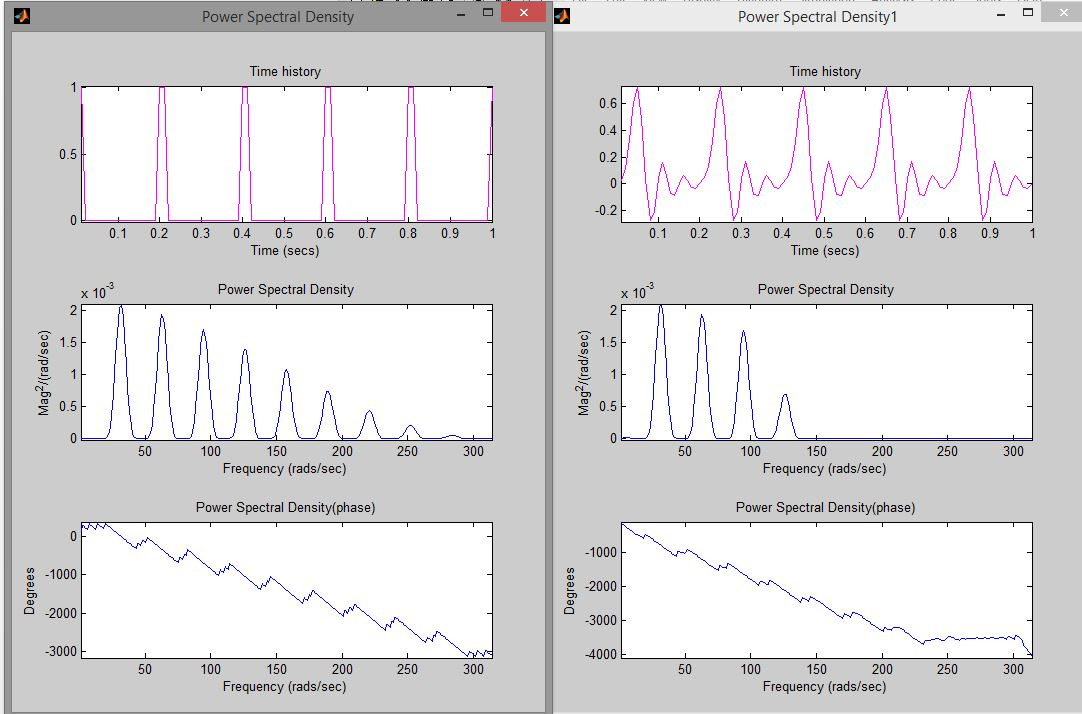 Power Spectral Density
Time history
1
0.5
0
0.1 0.2 0.3 0.4 0.5 0.6 0.7 0.8 0.9 1
Time (secs)
Power Spectral Density
x 10-3
2
1.5
1
0.5
0
Mag2/(rad/sec)
50 100 150 200 250 300
Frequency (rads/sec)
Power Spectral Density(phase)
0
-1000
-2000
-3000
Degrees
50 100 150 200 250 300
Frequency (rads/sec)
Power Spectral Density1
Time history
0.6
0.4
0.2
0
-0.2
0.1 0.2 0.3 0.4 0.5 0.6 0.7 0.8 0.9 1
Time (secs)
Power Spectral Density
x 10-3
2
1.5
1
0.5
0
Mag2/(rad/sec)
50 100 150 200 250 300
Frequency (rads/sec)
Power Spectral Density(phase)
-1000
-2000
-3000
-4000
Degrees
50 100 150 200 250 300
Frequency (rads/sec)